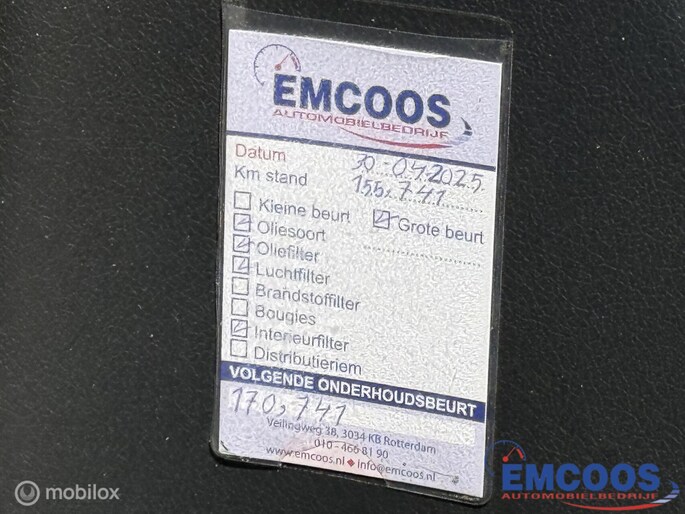 EMCOOS
AUTOMOBIELBEDRIJF
Datum 30-04-2025
Km stand 155.741
Kleine beurt Grote beurt
Oliesoort
Oliefilter
Luchtfilter
Brandstoffilter
Bougies
Interieurfilter
Distributieriem
VOLGENDE ONDERHOUDSBEURT
170.741
Veilingweg 38, 3034 KB Rotterdam
010 - 466 81 90
www.emcoos.nl info@emcoos.nl
mobilox
EMCOOS
AUTOMOBIELBEDRIJF